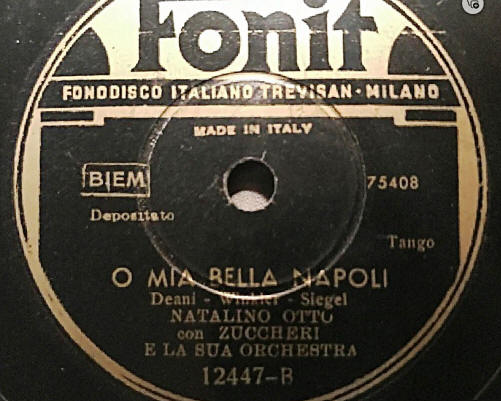 Fonit
FONODISCO ITALIANO TREVISAN · MILANO
MADE IN ITALY
BIEM
75408
Depositato
Tango
O MIA BELLA NAPOLI
Deani - Winkler - Siegel
NATALINO OTTO
con ZUCCHERI
E LA SUA ORCHESTRA
12447-B